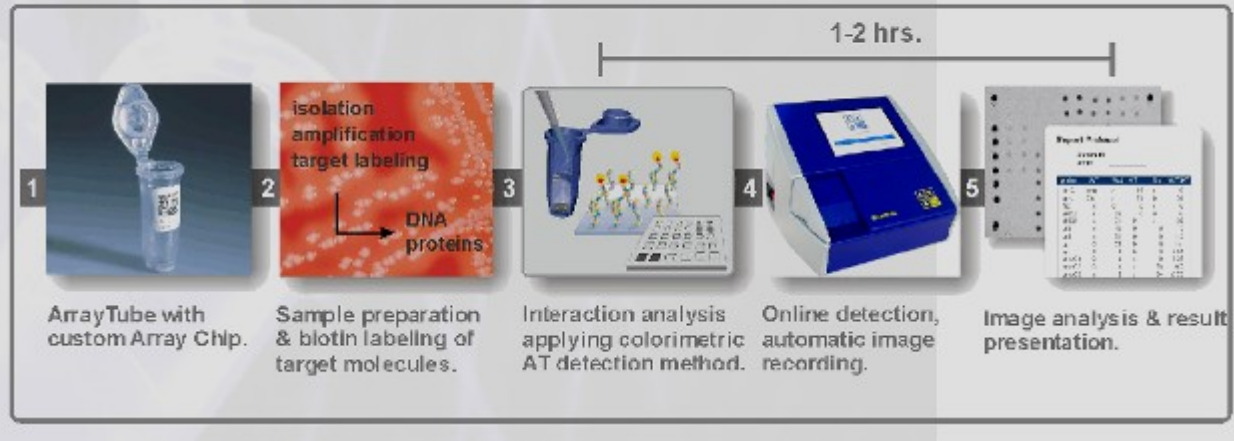 1-2 hrs.
1
2
isolation
amplification
target labeling
DNA
proteins
3
4
5
Report Protocol
ArrayTube with
custom Array Chip.
Sample preparation
& biotin labeling of
target molecules.
Interaction analysis
applying colorimetric
AT detection method.
Online detection,
automatic image
recording.
Image analysis & result
presentation.